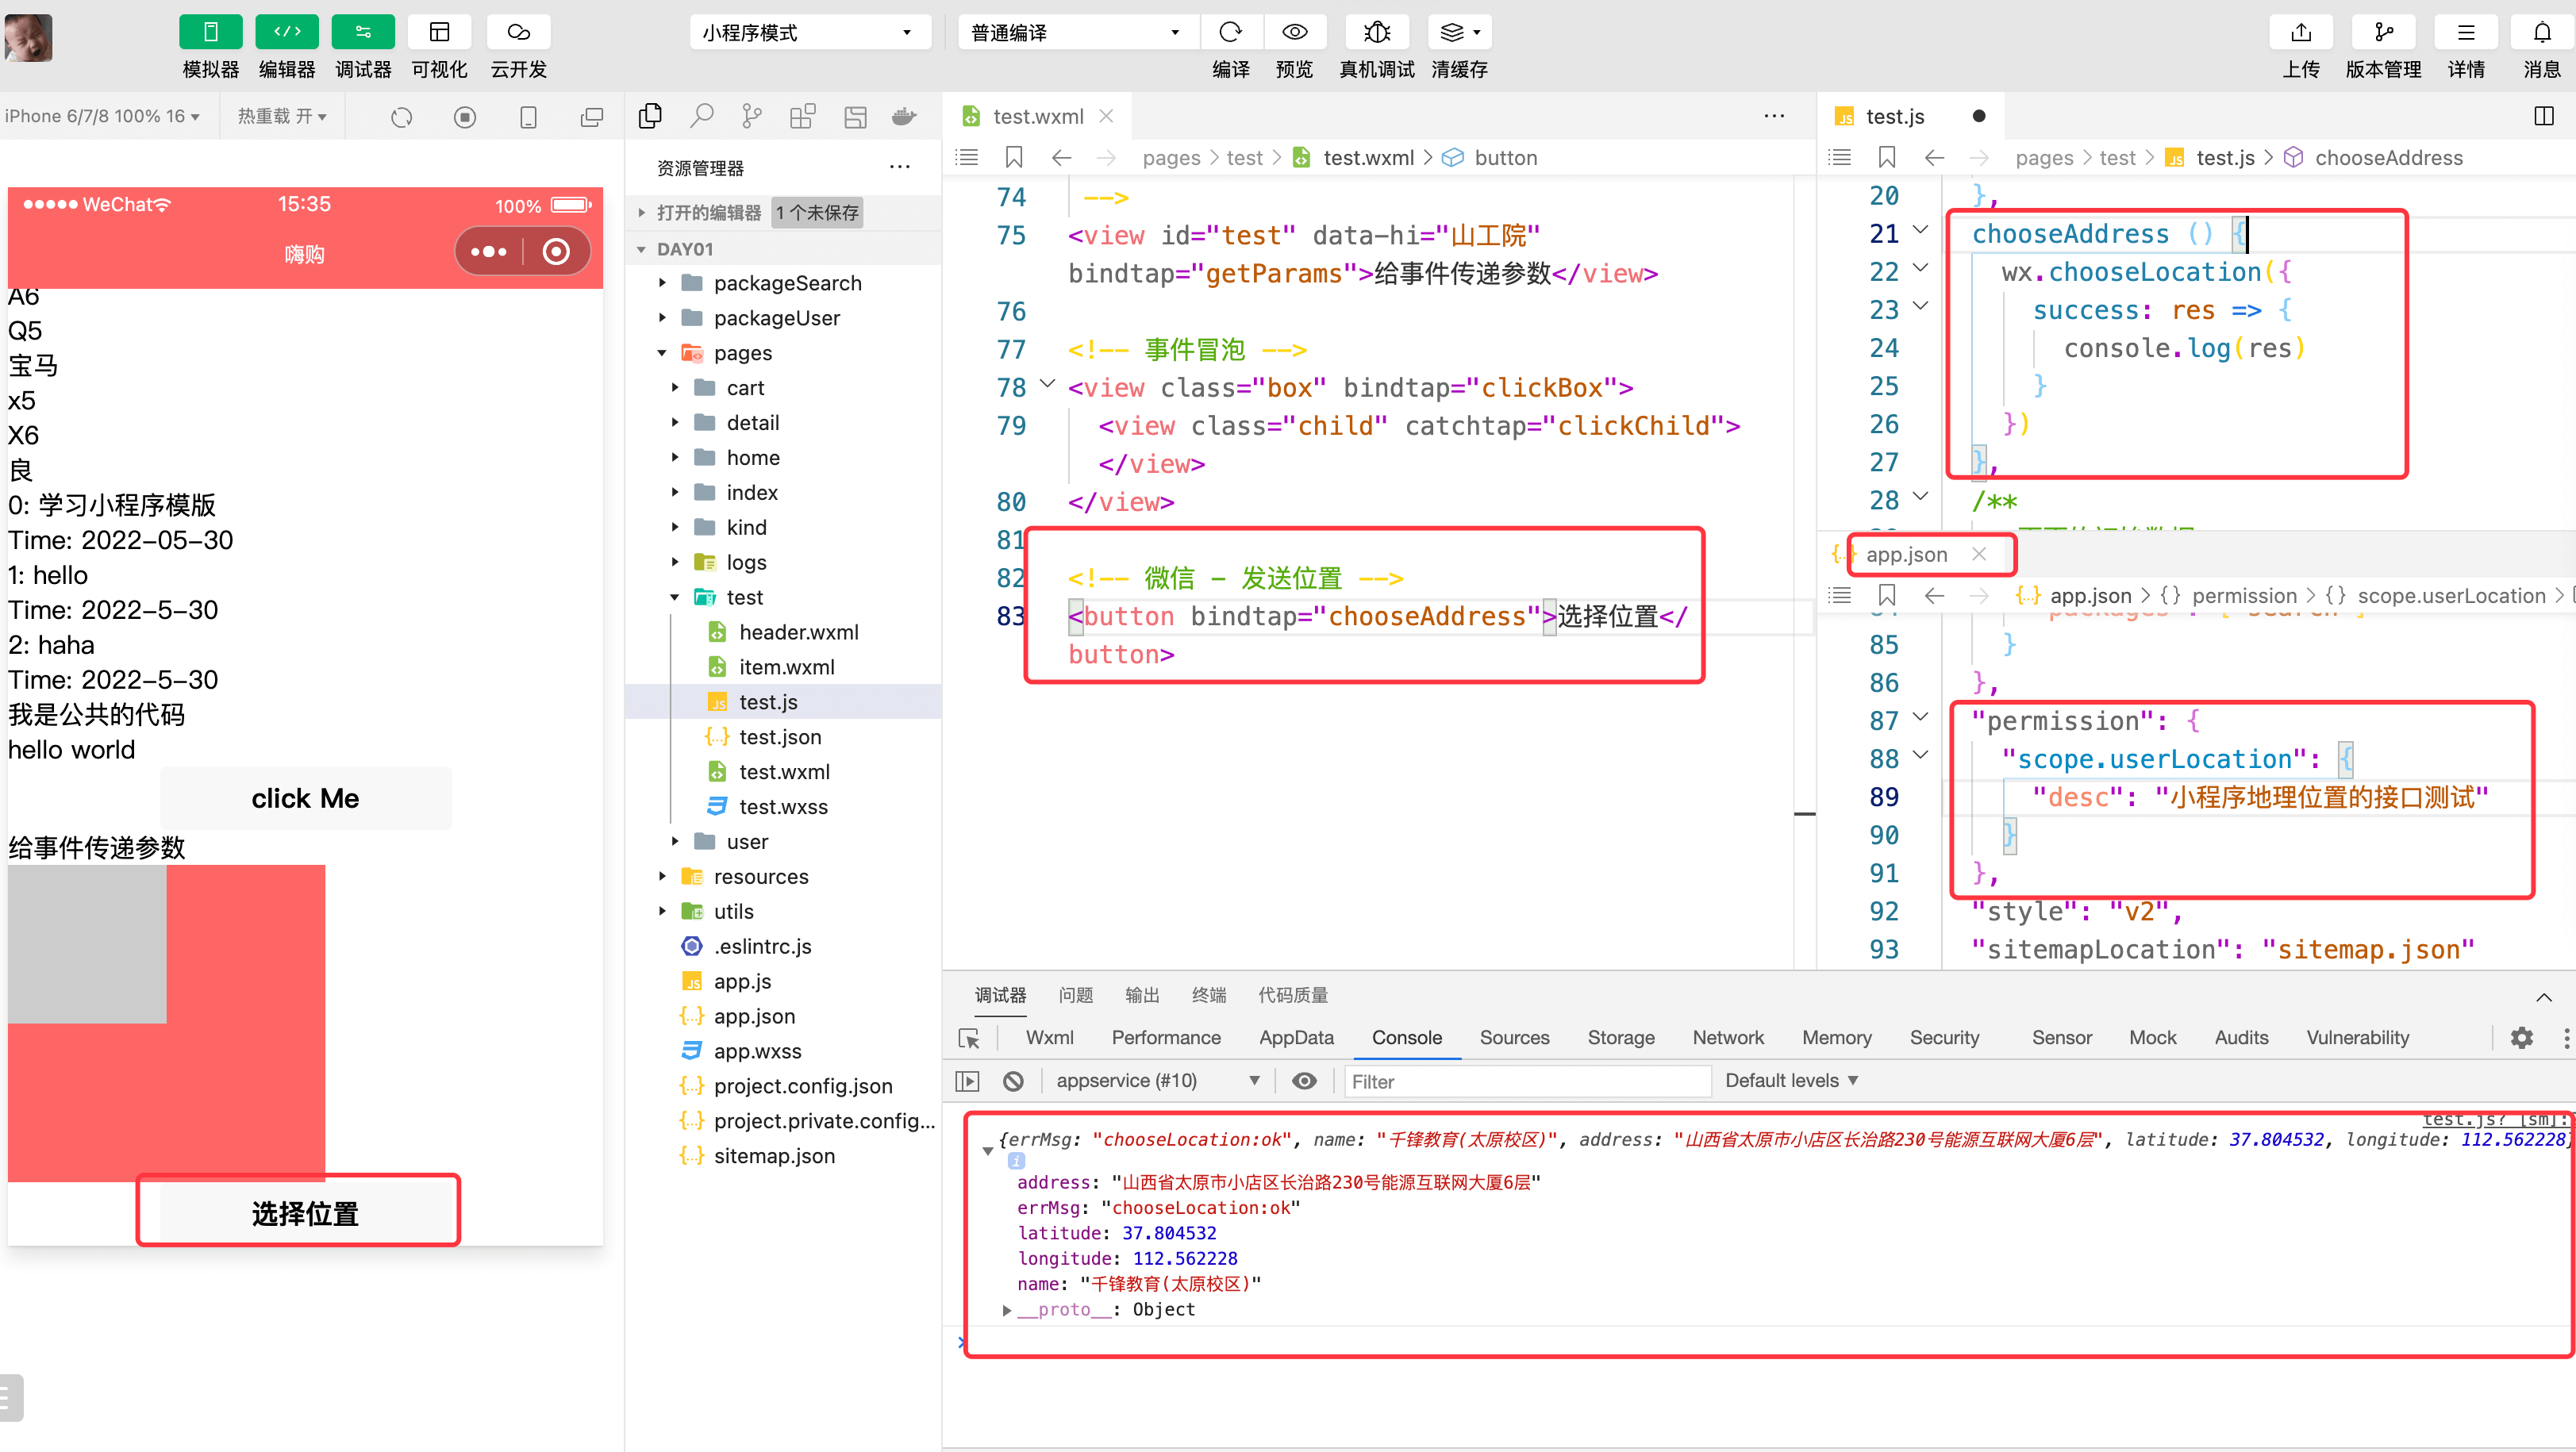 模拟器 编辑器 调试器 可视化 云开发
小程序模式
普通编译
编译 预览 真机调试 清缓存
上传 版本管理 详情 消息
iPhone 6/7/8 100% 16
热重载 开
WeChat
15:35
100%
嗨购
A6
Q5
宝马
x5
X6
良
0: 学习小程序模版
Time: 2022-05-30
1: hello
Time: 2022-5-30
2: haha
Time: 2022-5-30
我是公共的代码
hello world
click Me
给事件传递参数
选择位置
资源管理器
打开的编辑器 1 个未保存
DAY01
packageSearch
packageUser
pages
cart
detail
home
index
kind
logs
test
header.wxml
item.wxml
test.js
test.json
test.wxml
test.wxss
user
resources
utils
.eslintrc.js
app.js
app.json
app.wxss
project.config.json
project.private.config...
sitemap.json
test.wxml
pages > test > test.wxml > button
74 -->
75 <view id="test" data-hi="山工院"
bindtap="getParams">给事件传递参数</view>
76
77 <!-- 事件冒泡 -->
78 <view class="box" bindtap="clickBox">
79 <view class="child" catchtap="clickChild">
</view>
80 </view>
81
82 <!-- 微信 - 发送位置 -->
83 <button bindtap="chooseAddress">选择位置</
button>
test.js
pages > test > test.js > chooseAddress
20 },
21 chooseAddress () {
22 wx.chooseLocation({
23 success: res => {
24 console.log(res)
25 }
26 })
27 },
28 /**
app.json
app.json > {} permission > {} scope.userLocation >
85 }
86 },
87 "permission": {
88 "scope.userLocation": {
89 "desc": "小程序地理位置的接口测试"
90 }
91 },
92 "style": "v2",
93 "sitemapLocation": "sitemap.json"
调试器 问题 输出 终端 代码质量
Wxml Performance AppData Console Sources Storage Network Memory Security Sensor Mock Audits Vulnerability
appservice (#10)
Filter
Default levels
test.js? [sm]:
{errMsg: "chooseLocation:ok", name: "千锋教育(太原校区)", address: "山西省太原市小店区长治路230号能源互联网大厦6层", latitude: 37.804532, longitude: 112.562228}
address: "山西省太原市小店区长治路230号能源互联网大厦6层"
errMsg: "chooseLocation:ok"
latitude: 37.804532
longitude: 112.562228
name: "千锋教育(太原校区)"
__proto__: Object